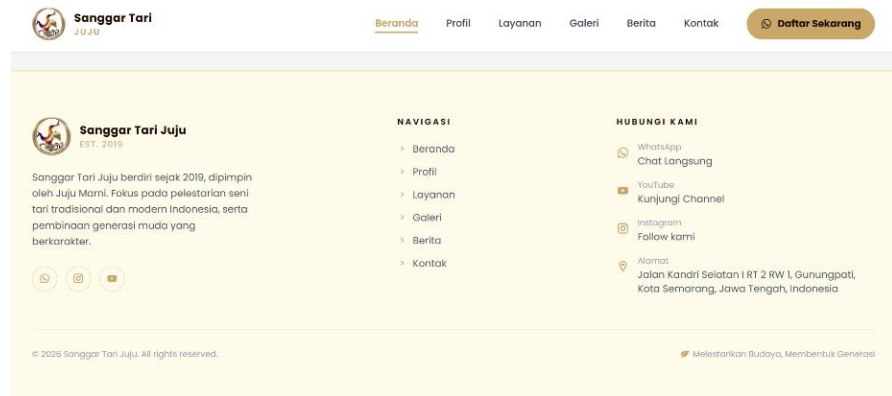 Sanggar Tari
JUJU
Beranda
Profil
Layanan
Galeri
Berita
Kontak
Daftar Sekarang
Sanggar Tari Juju
EST. 2019
Sanggar Tari Juju berdiri sejak 2019, dipimpin
oleh Juju Marni. Fokus pada pelestarian seni
tari tradisional dan modern Indonesia, serta
pembinaan generasi muda yang
berkarakter.
NAVIGASI
Beranda
Profil
Layanan
Galeri
Berita
Kontak
HUBUNGI KAMI
WhatsApp
Chat Langsung
YouTube
Kunjungi Channel
Instagram
Follow kami
Alamat
Jalan Kandri Selatan I RT 2 RW 1, Gunungpati,
Kota Semarang, Jawa Tengah, Indonesia
© 2026 Sanggar Tari Juju. All rights reserved.
Melestarikan Budaya, Membentuk Generasi